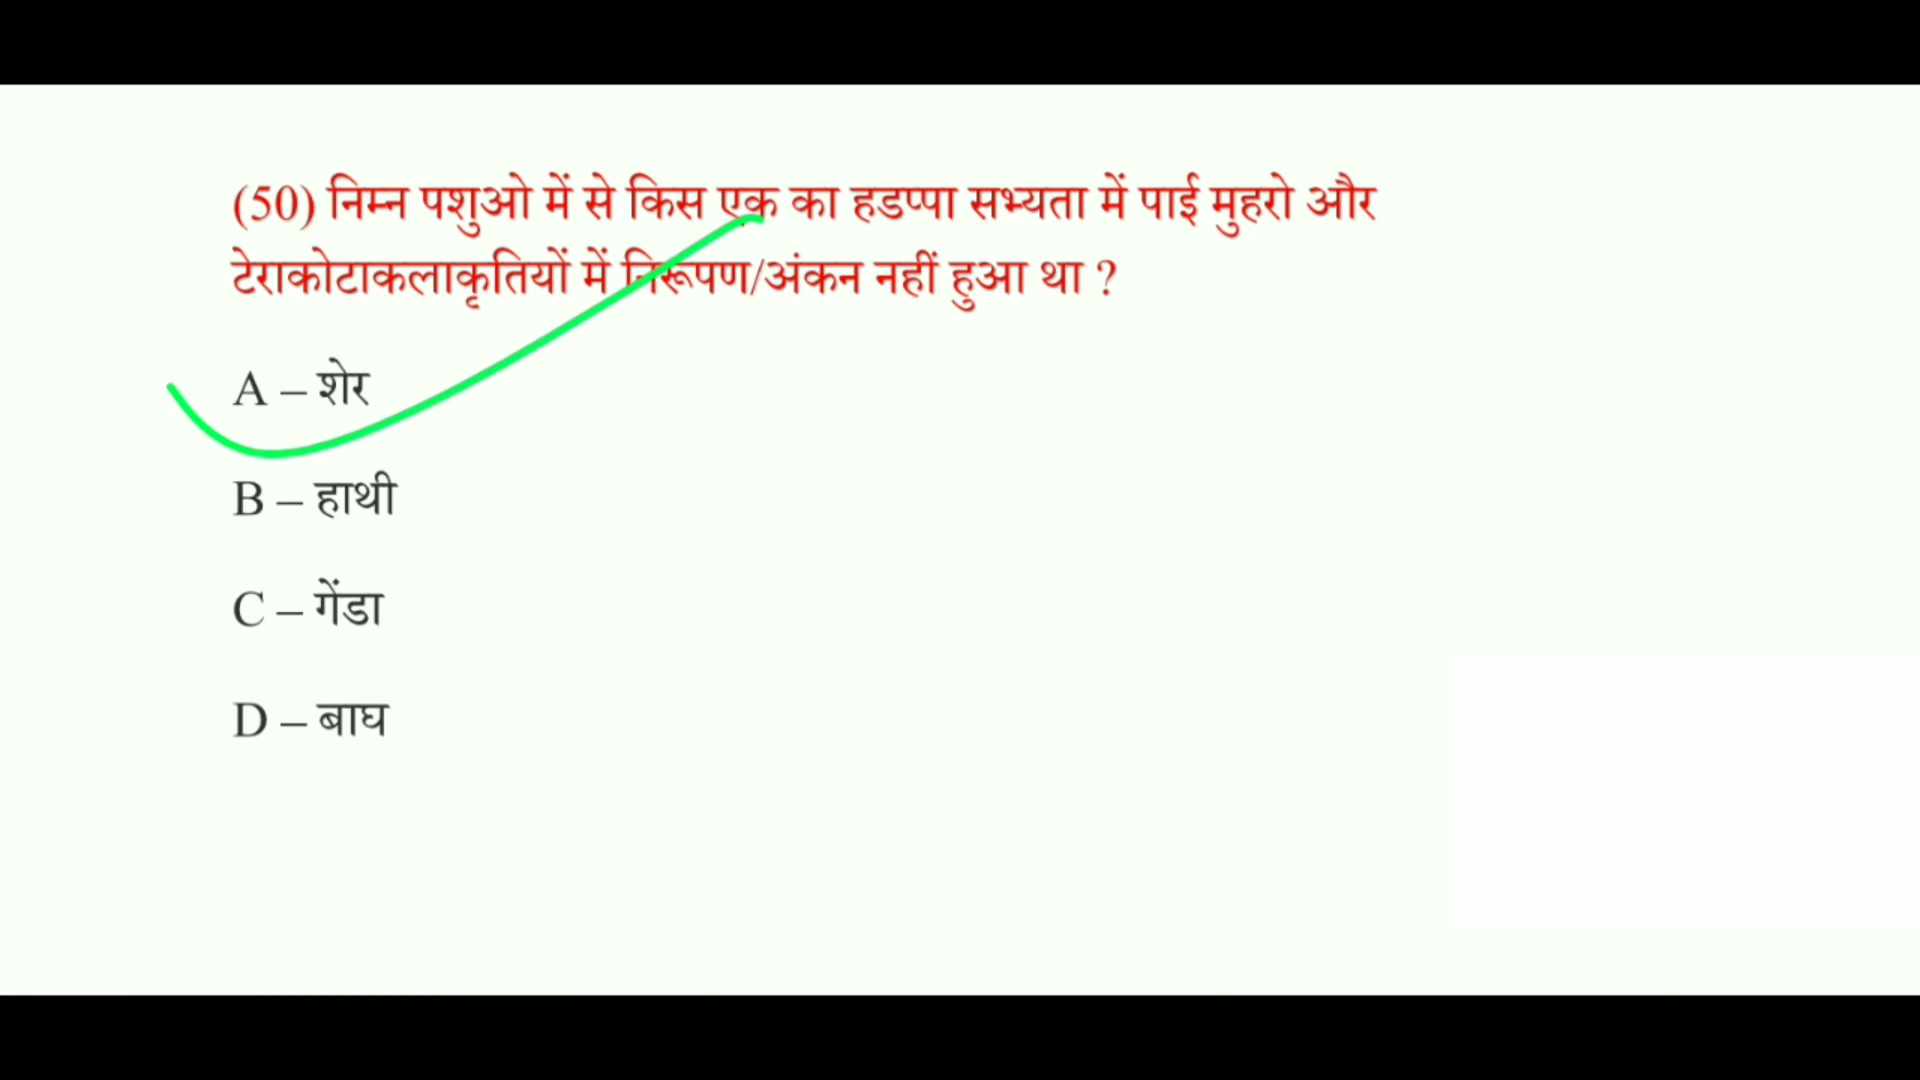 (50) निम्न पशुओ में से किस एक का हडप्पा सभ्यता में पाई मुहरो और
टेराकोटाकलाकृतियों में निरूपण/अंकन नहीं हुआ था ?
A – शेर
B – हाथी
C – गेंडा
D – बाघ